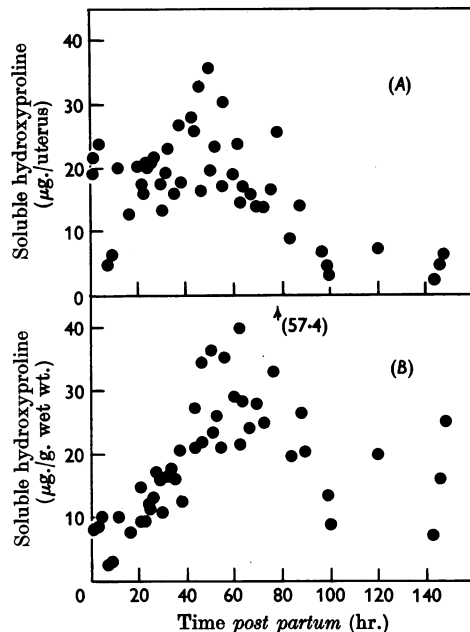 40
30
20
10
0
Soluble hydroxyproline
(μg./uterus)
(A)
40
30
20
10
0
Soluble hydroxyproline
(μg./g. wet wt.)
(57·4)
(B)
0 20 40 60 80 100 120 140
Time post partum (hr.)